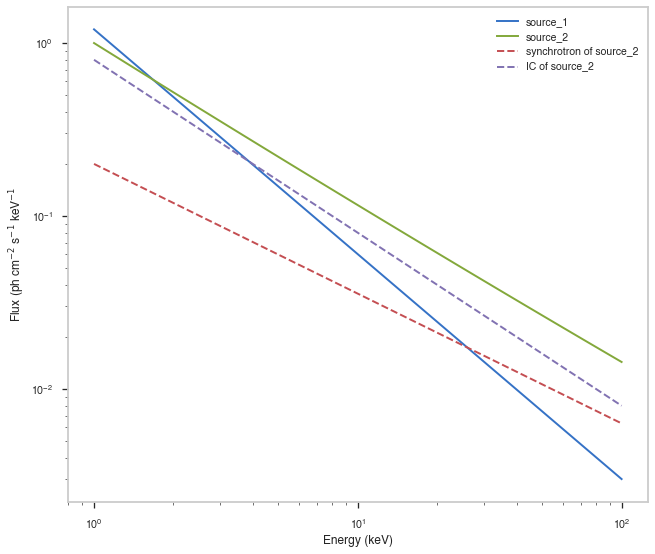 source_1
source_2
synchrotron of source_2
IC of source_2
10⁰
10⁻¹
10⁻²
Flux (ph cm⁻² s⁻¹ keV⁻¹
10⁰ 10¹ 10²
Energy (keV)